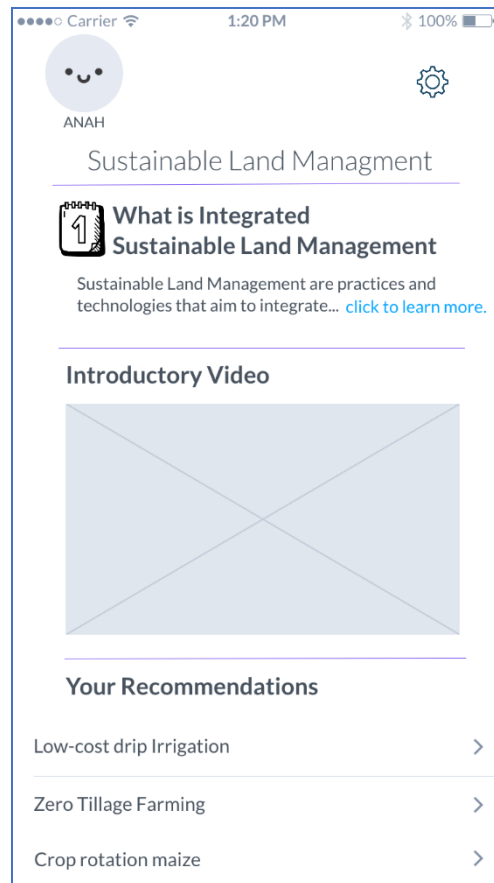 Carrier 1:20 PM 100%
ANAH
Sustainable Land Managment
1 What is Integrated
Sustainable Land Management
Sustainable Land Management are practices and
technologies that aim to integrate... click to learn more.
Introductory Video
Your Recommendations
Low-cost drip Irrigation
Zero Tillage Farming
Crop rotation maize